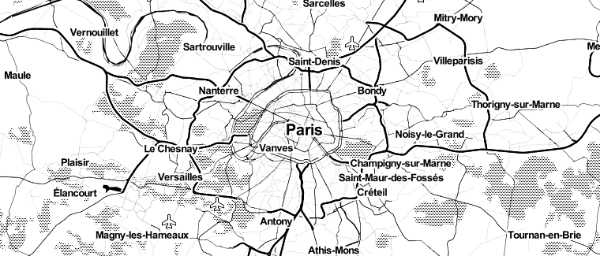 Sarcelles
Mitry-Mory
Vernouillet
Sartrouville
Saint-Denis
Villeparisis
Maule
Nanterre
Bondy
Thorigny-sur-Marne
Paris
Noisy-le-Grand
Le Chesnay
Vanves
Plaisir
Champigny-sur-Marne
Versailles
Saint-Maur-des-Fossés
Élancourt
Créteil
Antony
Magny-les-Hameaux
Tournan-en-Brie
Athis-Mons